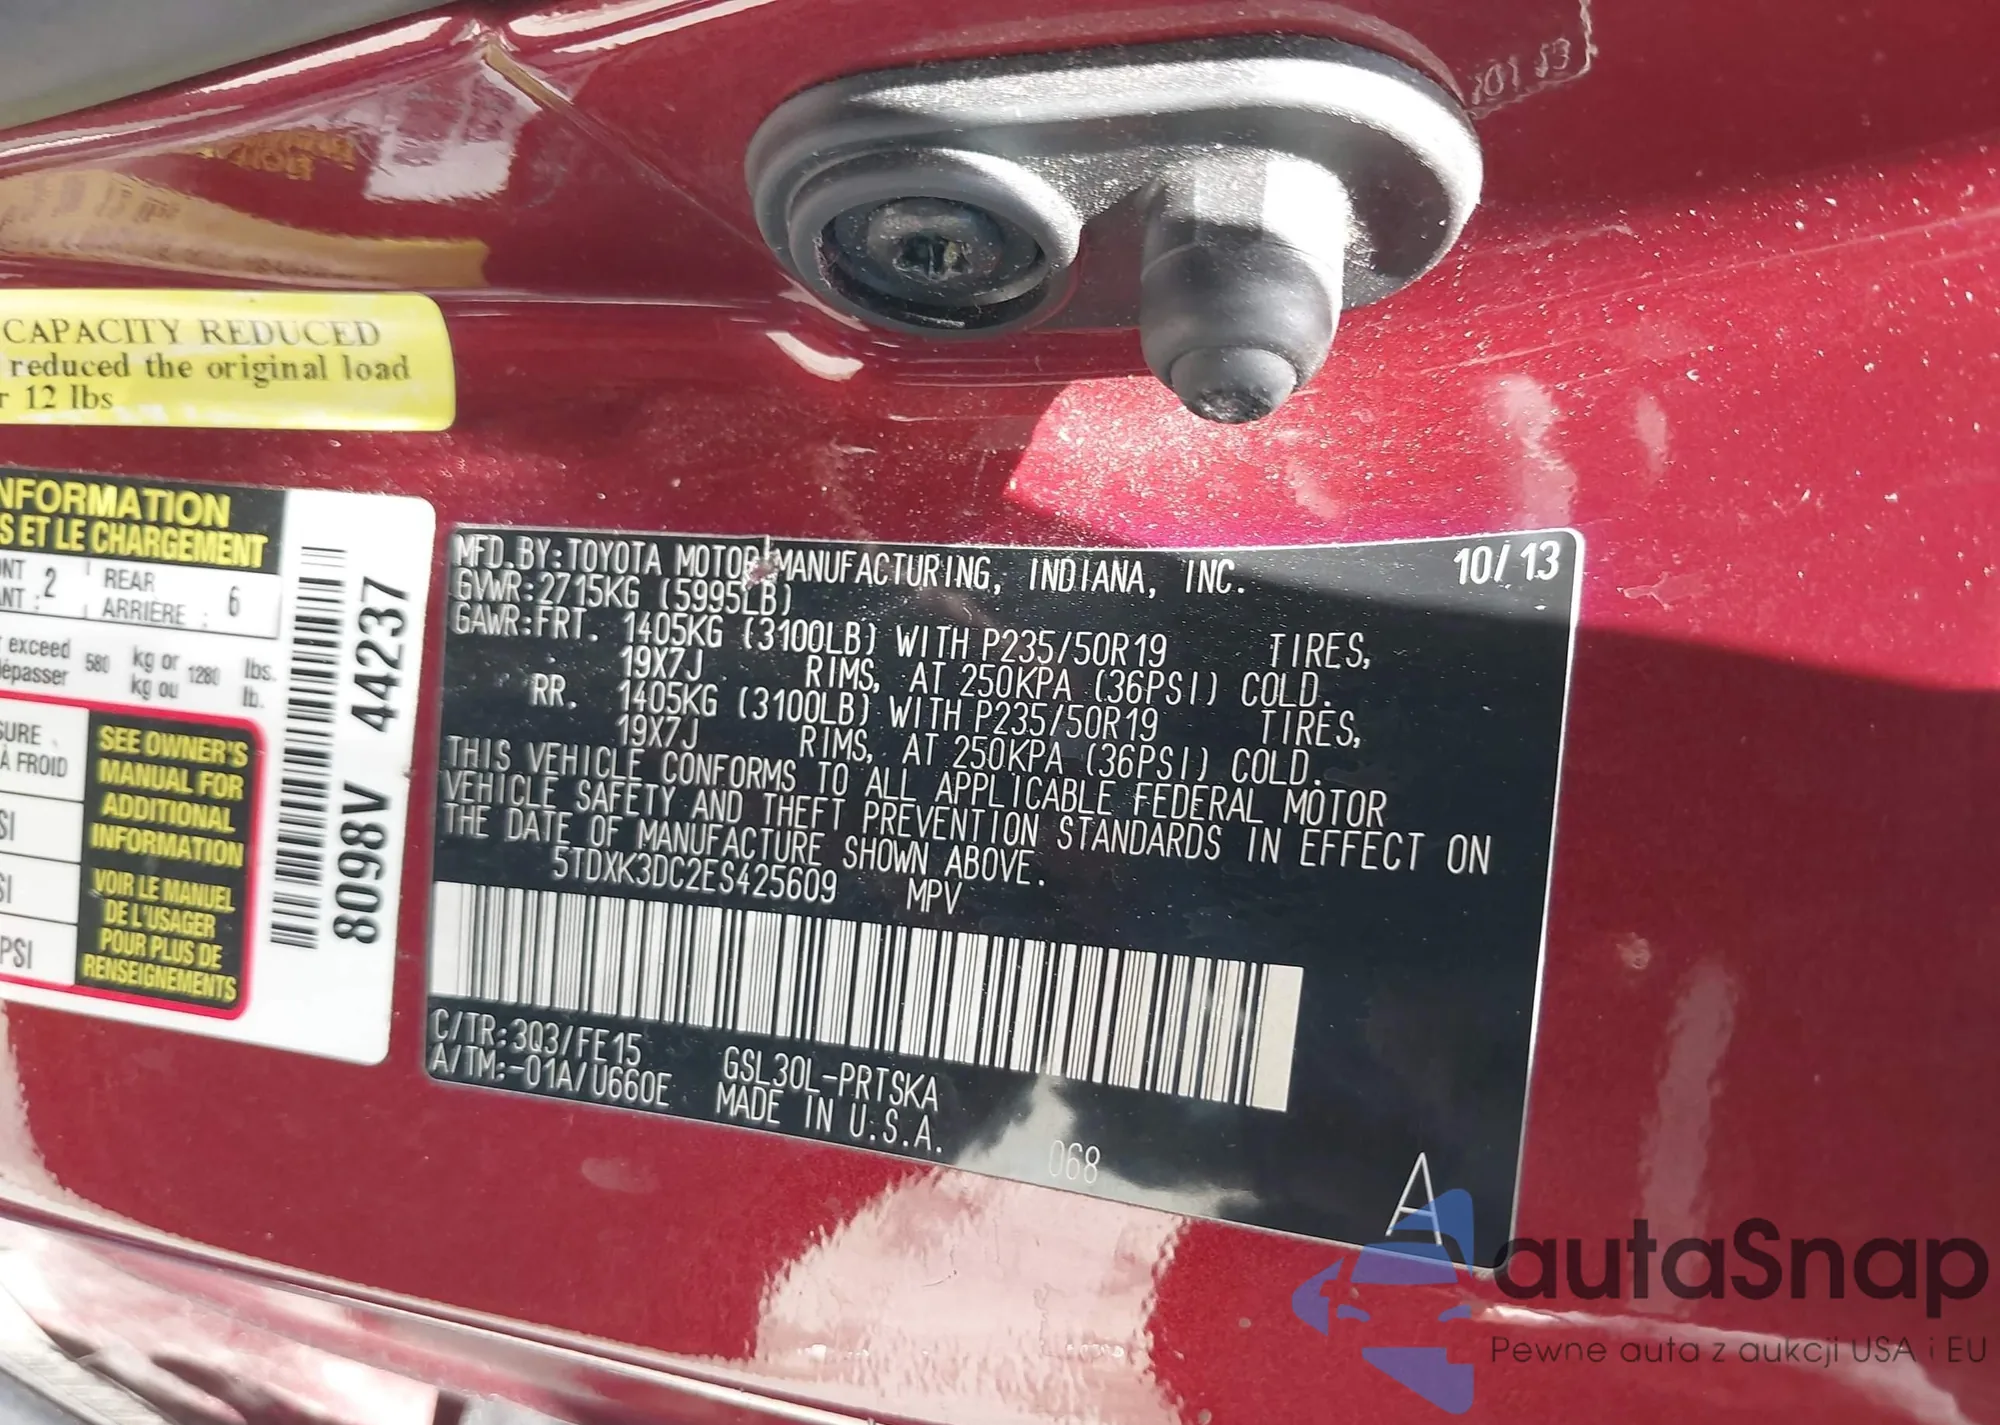 CAPACITY REDUCED
reduced the original load
r 12 lbs
NFORMATION
S ET LE CHARGEMENT
2 REAR
ARRIÈRE : 6
exceed
580 kg or 1280 lbs.
kg ou lb.
SURE
À FROID
PSI
SEE OWNER'S
MANUAL FOR
ADDITIONAL
INFORMATION
VOIR LE MANUEL
DE L'USAGER
POUR PLUS DE
RENSEIGNEMENTS
8098V 44237
MFD.BY:TOYOTA MOTOR MANUFACTURING, INDIANA, INC. 10/13
GVWR:2715KG (5995LB)
GAWR:FRT. 1405KG (3100LB) WITH P235/50R19 TIRES,
19X7J RIMS, AT 250KPA (36PSI) COLD.
RR. 1405KG (3100LB) WITH P235/50R19 TIRES,
19X7J RIMS, AT 250KPA (36PSI) COLD.
THIS VEHICLE CONFORMS TO ALL APPLICABLE FEDERAL MOTOR
VEHICLE SAFETY AND THEFT PREVENTION STANDARDS IN EFFECT ON
THE DATE OF MANUFACTURE SHOWN ABOVE.
5TDXK3DC2ES425609 MPV
C/TR:3Q3/FE15
A/TM:-01A/U660E
GSL30L-PRTSKA
MADE IN U.S.A.
068
A
autaSnap
Pewne auta z aukcji USA i EU